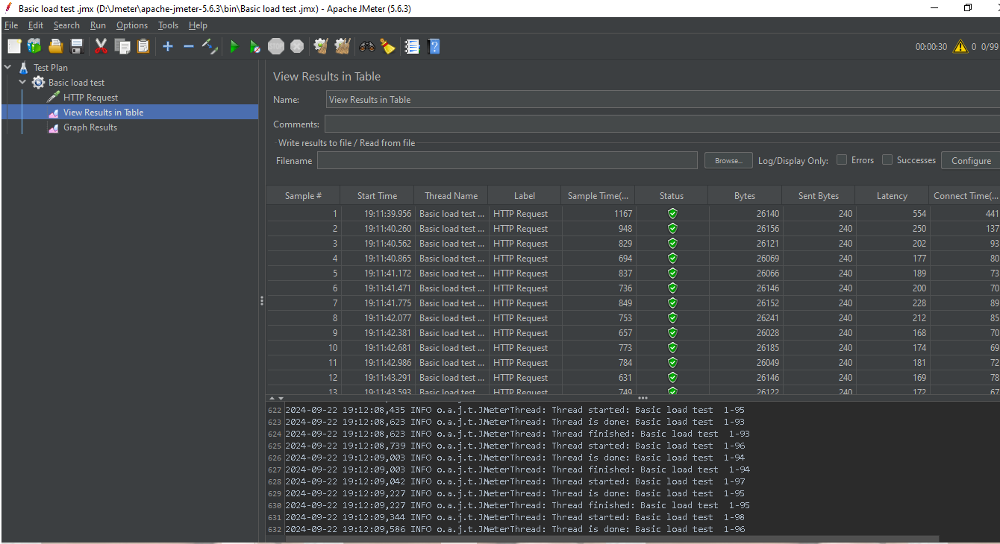 Basic load test .jmx (D:\Jmeter\apache-jmeter-5.6.3\bin\Basic load test .jmx) - Apache JMeter (5.6.3)
File Edit Search Run Options Tools Help
STOP 00:00:30 0 0/99
Test Plan
Basic load test
HTTP Request
View Results in Table
Graph Results
View Results in Table
Name: View Results in Table
Comments:
Write results to file / Read from file
Filename Browse... Log/Display Only: Errors Successes Configure
Sample # Start Time Thread Name Label Sample Time(... Status Bytes Sent Bytes Latency Connect Time(...
1 19:11:39.956 Basic load test ... HTTP Request 1167 26140 240 554 441
2 19:11:40.260 Basic load test ... HTTP Request 948 26156 240 250 137
3 19:11:40.562 Basic load test ... HTTP Request 829 26121 240 202 93
4 19:11:40.865 Basic load test ... HTTP Request 694 26069 240 177 80
5 19:11:41.172 Basic load test ... HTTP Request 837 26066 240 189 73
6 19:11:41.471 Basic load test ... HTTP Request 736 26146 240 200 70
7 19:11:41.775 Basic load test ... HTTP Request 849 26152 240 228 89
8 19:11:42.077 Basic load test ... HTTP Request 753 26241 240 212 85
9 19:11:42.381 Basic load test ... HTTP Request 657 26028 240 168 70
10 19:11:42.681 Basic load test ... HTTP Request 773 26185 240 174 69
11 19:11:42.986 Basic load test ... HTTP Request 784 26049 240 181 72
12 19:11:43.291 Basic load test ... HTTP Request 631 26146 240 169 78
13 19:11:43.593 Basic load test ... HTTP Request 749 26122 240 172 67
622 2024-09-22 19:12:08,435 INFO o.a.j.t.JMeterThread: Thread started: Basic load test  1-95
623 2024-09-22 19:12:08,623 INFO o.a.j.t.JMeterThread: Thread is done: Basic load test  1-93
624 2024-09-22 19:12:08,623 INFO o.a.j.t.JMeterThread: Thread finished: Basic load test  1-93
625 2024-09-22 19:12:08,739 INFO o.a.j.t.JMeterThread: Thread started: Basic load test  1-96
626 2024-09-22 19:12:09,003 INFO o.a.j.t.JMeterThread: Thread is done: Basic load test  1-94
627 2024-09-22 19:12:09,003 INFO o.a.j.t.JMeterThread: Thread finished: Basic load test  1-94
628 2024-09-22 19:12:09,042 INFO o.a.j.t.JMeterThread: Thread started: Basic load test  1-97
629 2024-09-22 19:12:09,227 INFO o.a.j.t.JMeterThread: Thread is done: Basic load test  1-95
630 2024-09-22 19:12:09,227 INFO o.a.j.t.JMeterThread: Thread finished: Basic load test  1-95
631 2024-09-22 19:12:09,344 INFO o.a.j.t.JMeterThread: Thread started: Basic load test  1-98
632 2024-09-22 19:12:09,586 INFO o.a.j.t.JMeterThread: Thread is done: Basic load test  1-96